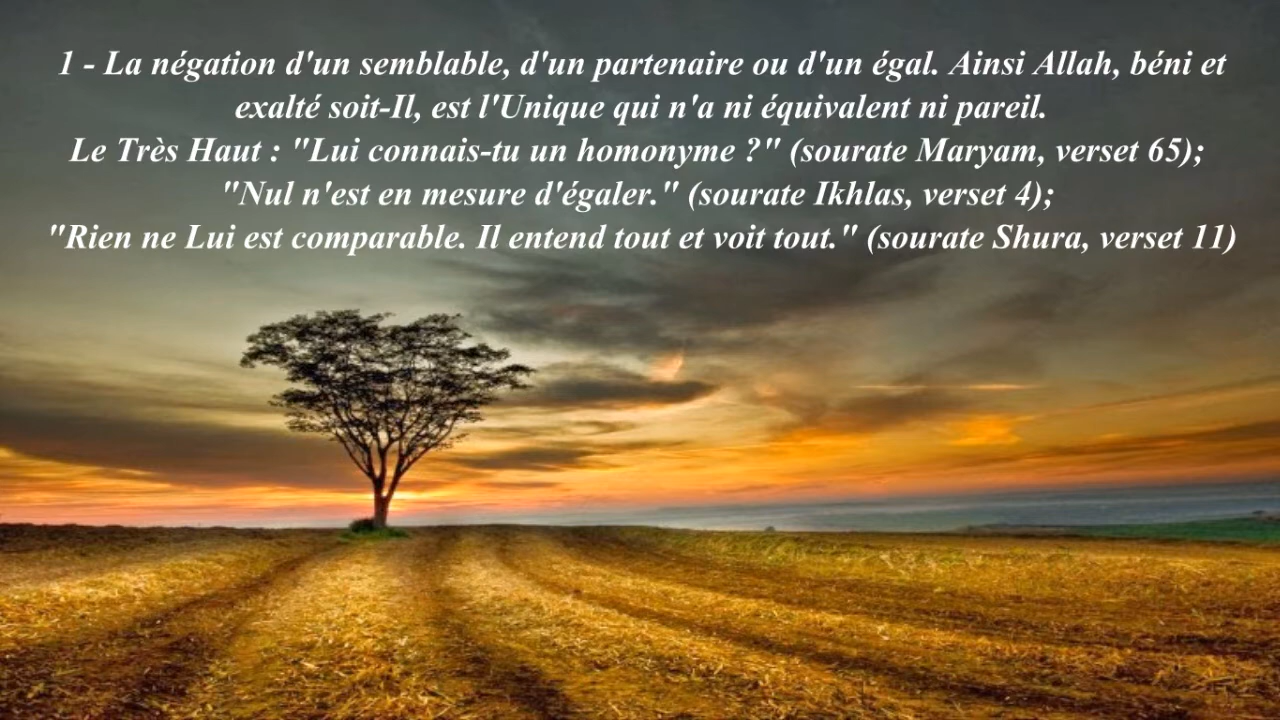 1 - La négation d'un semblable, d'un partenaire ou d'un égal. Ainsi Allah, béni et
exalté soit-Il, est l'Unique qui n'a ni équivalent ni pareil.
Le Très Haut : "Lui connais-tu un homonyme ?" (sourate Maryam, verset 65);
"Nul n'est en mesure d'égaler." (sourate Ikhlas, verset 4);
"Rien ne Lui est comparable. Il entend tout et voit tout." (sourate Shura, verset 11)